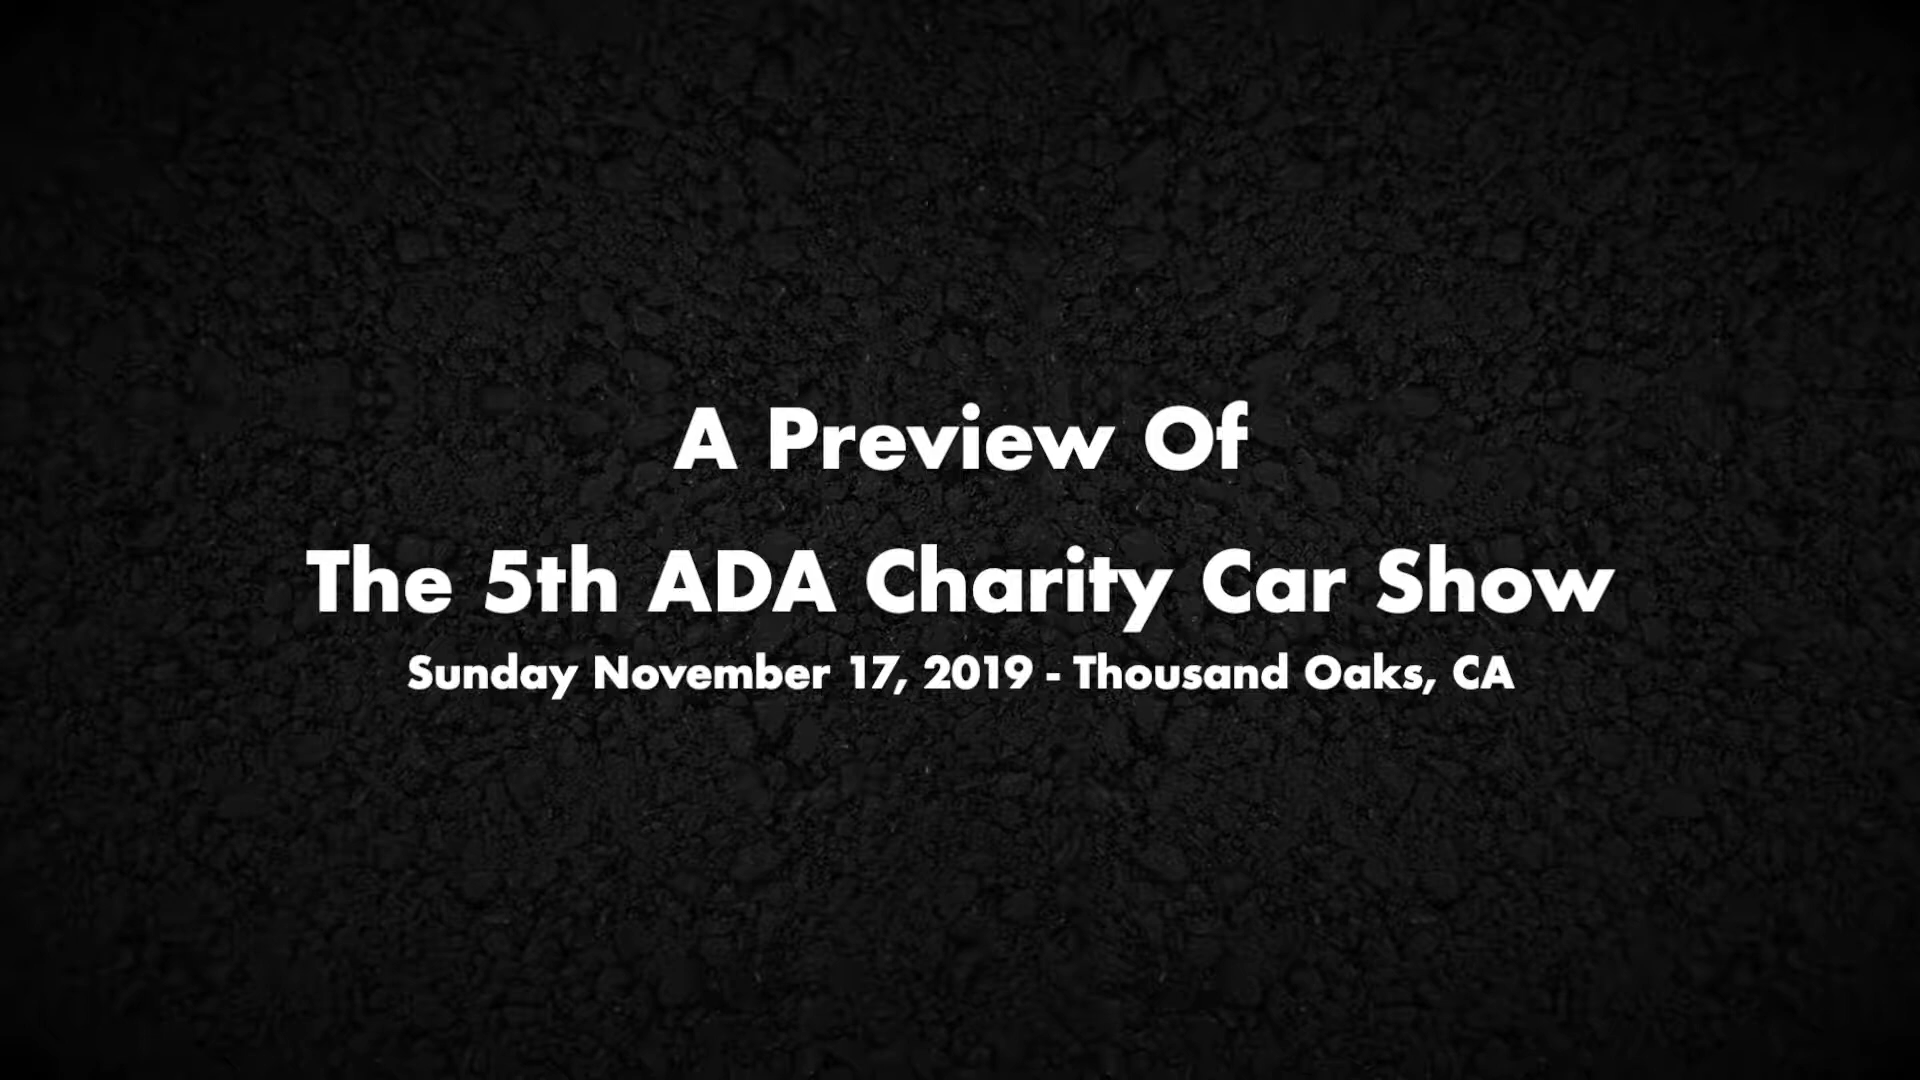 A Preview Of
The 5th ADA Charity Car Show
Sunday November 17, 2019 - Thousand Oaks, CA